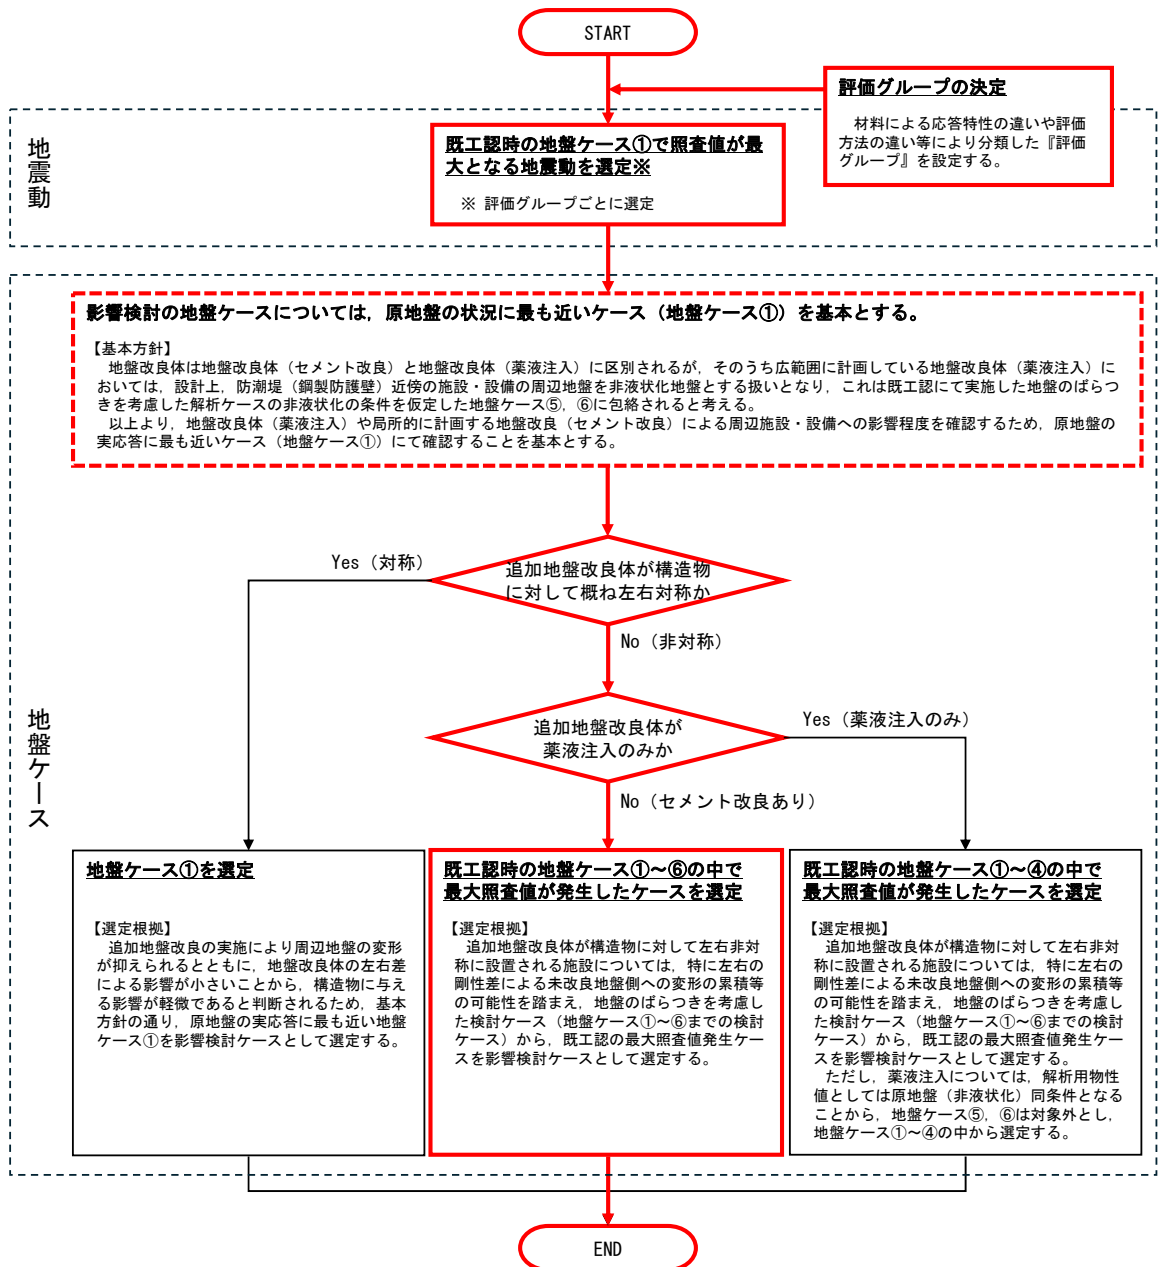 START
評価グループの決定
材料による応答特性の違いや評価
方法の違い等により分類した『評価
グループ』を設定する。
地震動
既工認時の地盤ケース①で照査値が最
大となる地震動を選定※
※ 評価グループごとに選定
影響検討の地盤ケースについては，原地盤の状況に最も近いケース（地盤ケース①）を基本とする。
【基本方針】
地盤改良体は地盤改良体（セメント改良）と地盤改良体（薬液注入）に区別されるが，そのうち広範囲に計画している地盤改良体（薬液注入）に
おいては，設計上，防潮堤（鋼製防護壁）近傍の施設・設備の周辺地盤を非液状化地盤とする扱いとなり，これは既工認にて実施した地盤のばらつ
きを考慮した解析ケースの非液状化の条件を仮定した地盤ケース⑤，⑥に包絡されると考える。
以上より，地盤改良体（薬液注入）や局所的に計画する地盤改良（セメント改良）による周辺施設・設備への影響程度を確認するため，原地盤の
実応答に最も近いケース（地盤ケース①）にて確認することを基本とする。
Yes（対称）
追加地盤改良体が構造物
に対して概ね左右対称か
No（非対称）
地盤ケース
追加地盤改良体が
薬液注入のみか
Yes（薬液注入のみ）
No（セメント改良あり）
地盤ケース①を選定
【選定根拠】
追加地盤改良の実施により周辺地盤の変形
が抑えられるとともに，地盤改良体の左右差
による影響が小さいことから，構造物に与え
る影響が軽微であると判断されるため，基本
方針の通り，原地盤の実応答に最も近い地盤
ケース①を影響検討ケースとして選定する。
既工認時の地盤ケース①～⑥の中で
最大照査値が発生したケースを選定
【選定根拠】
追加地盤改良体が構造物に対して左右非対
称に設置される施設については，特に左右の
剛性差による未改良地盤側への変形の累積等
の可能性を踏まえ，地盤のばらつきを考慮し
た検討ケース（地盤ケース①～⑥までの検討
ケース）から，既工認の最大照査値発生ケー
スを影響検討ケースとして選定する。
既工認時の地盤ケース①～④の中で
最大照査値が発生したケースを選定
【選定根拠】
追加地盤改良体が構造物に対して左右非対
称に設置される施設については，特に左右の
剛性差による未改良地盤側への変形の累積等
の可能性を踏まえ，地盤のばらつきを考慮し
た検討ケース（地盤ケース①～⑥までの検討
ケース）から，既工認の最大照査値発生ケー
スを影響検討ケースとして選定する。
ただし，薬液注入については，解析用物性
値としては原地盤（非液状化）同条件となる
ことから，地盤ケース⑤，⑥は対象外とし，
地盤ケース①～④の中から選定する。
END